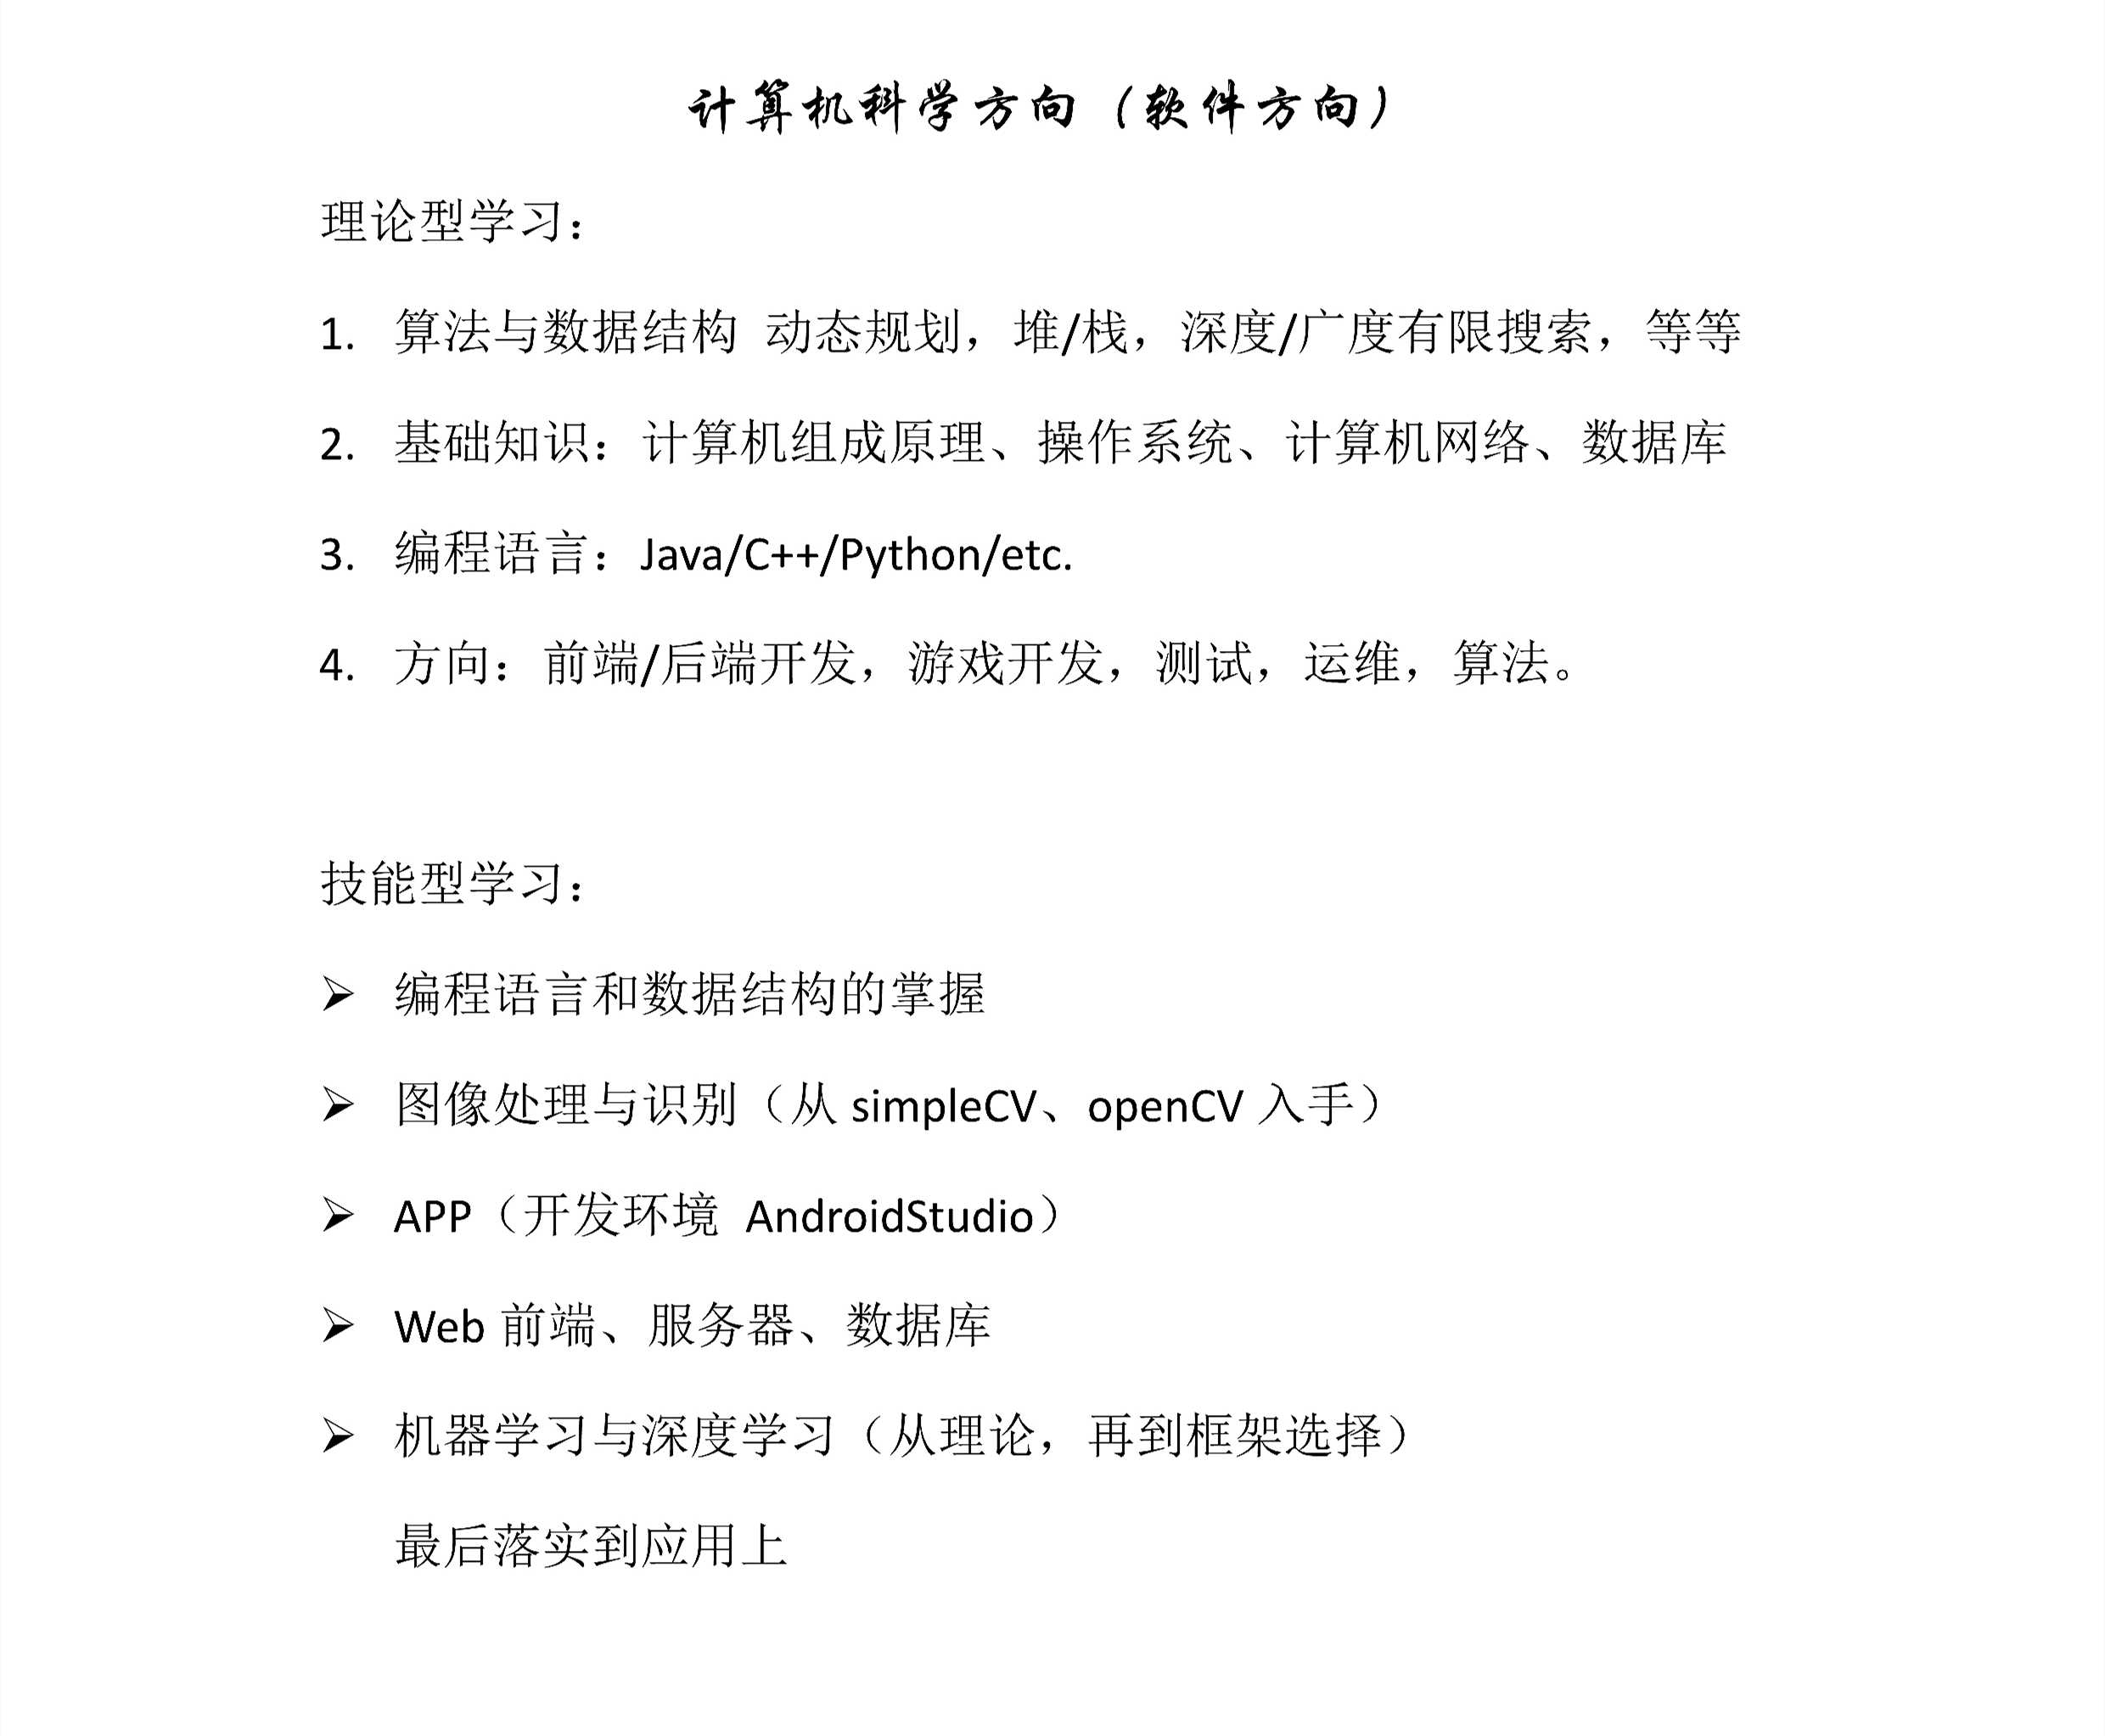 计算机科学方向（软件方向）
理论型学习：
1. 算法与数据结构 动态规划，堆/栈，深度/广度有限搜索，等等
2. 基础知识：计算机组成原理、操作系统、计算机网络、数据库
3. 编程语言：Java/C++/Python/etc.
4. 方向：前端/后端开发，游戏开发，测试，运维，算法。
技能型学习：
➢ 编程语言和数据结构的掌握
➢ 图像处理与识别（从 simpleCV、openCV 入手）
➢ APP（开发环境 AndroidStudio）
➢ Web 前端、服务器、数据库
➢ 机器学习与深度学习（从理论，再到框架选择）
最后落实到应用上